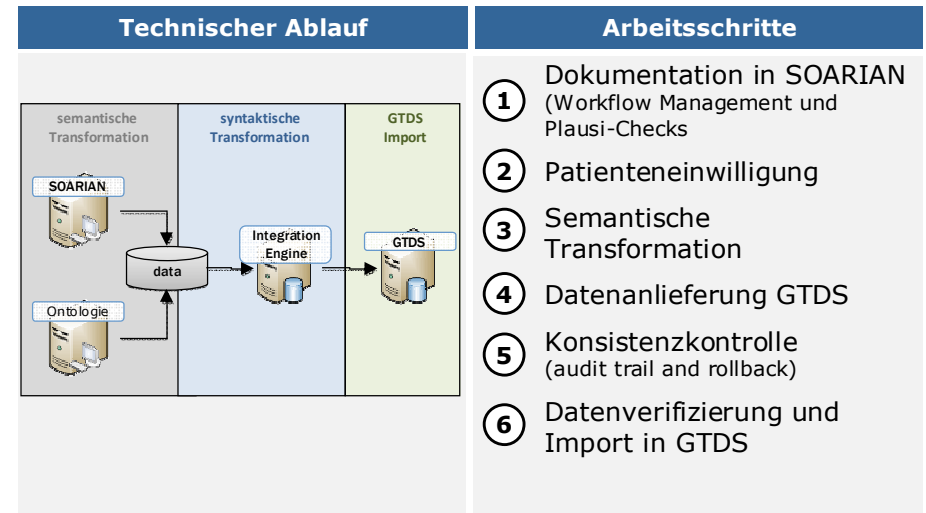 Technischer Ablauf
semantische
Transformation
syntaktische
Transformation
GTDS
Import
SOARIAN
Integration
Engine
GTDS
data
Ontologie
Arbeitsschritte
1 Dokumentation in SOARIAN
(Workflow Management und
Plausi-Checks
2 Patienteneinwilligung
3 Semantische
Transformation
4 Datenanlieferung GTDS
5 Konsistenzkontrolle
(audit trail and rollback)
6 Datenverifizierung und
Import in GTDS